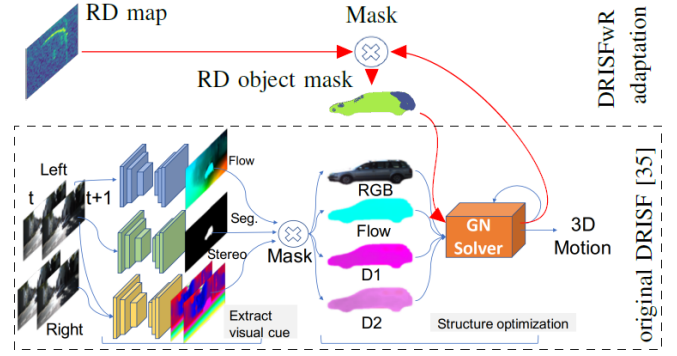 RD map
Mask
DRISFwR
adaptation
RD object mask
original DRISF [35]
Left
t
t+1
Flow
Seg.
Stereo
Mask
RGB
Flow
D1
D2
GN
Solver
3D
Motion
Right
Extract
visual cue
Structure optimization